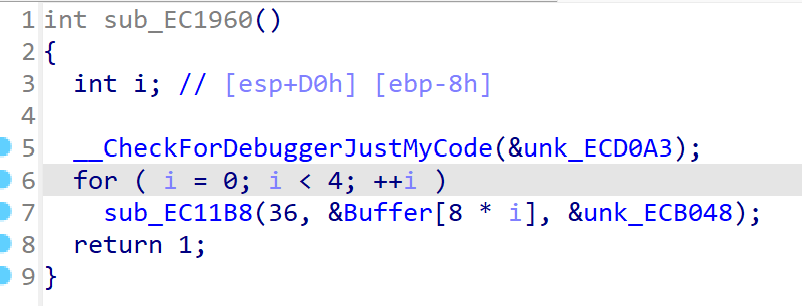 1 int sub_EC1960()
2 {
3   int i; // [esp+D0h] [ebp-8h]
4
5   __CheckForDebuggerJustMyCode(&unk_ECD0A3);
6   for ( i = 0; i < 4; ++i )
7     sub_EC11B8(36, &Buffer[8 * i], &unk_ECB048);
8   return 1;
9 }